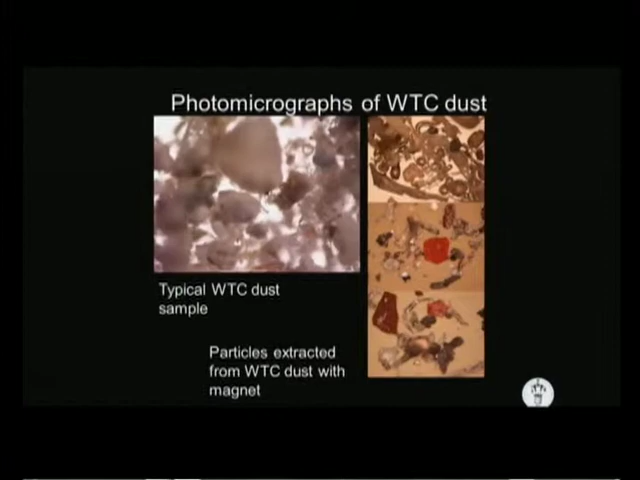 Photomicrographs of WTC dust
Typical WTC dust
sample
Particles extracted
from WTC dust with
magnet